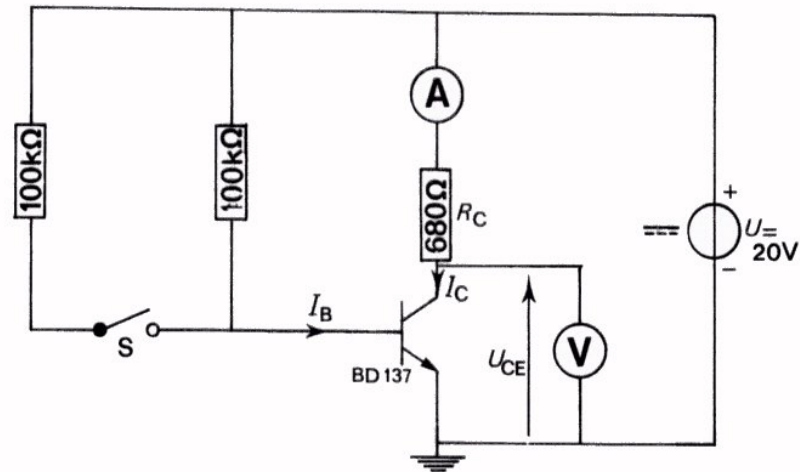 A
100kΩ
100kΩ
680Ω
R_C
+
U=
20V
−
I_C
I_B
S
U_CE
V
BD 137